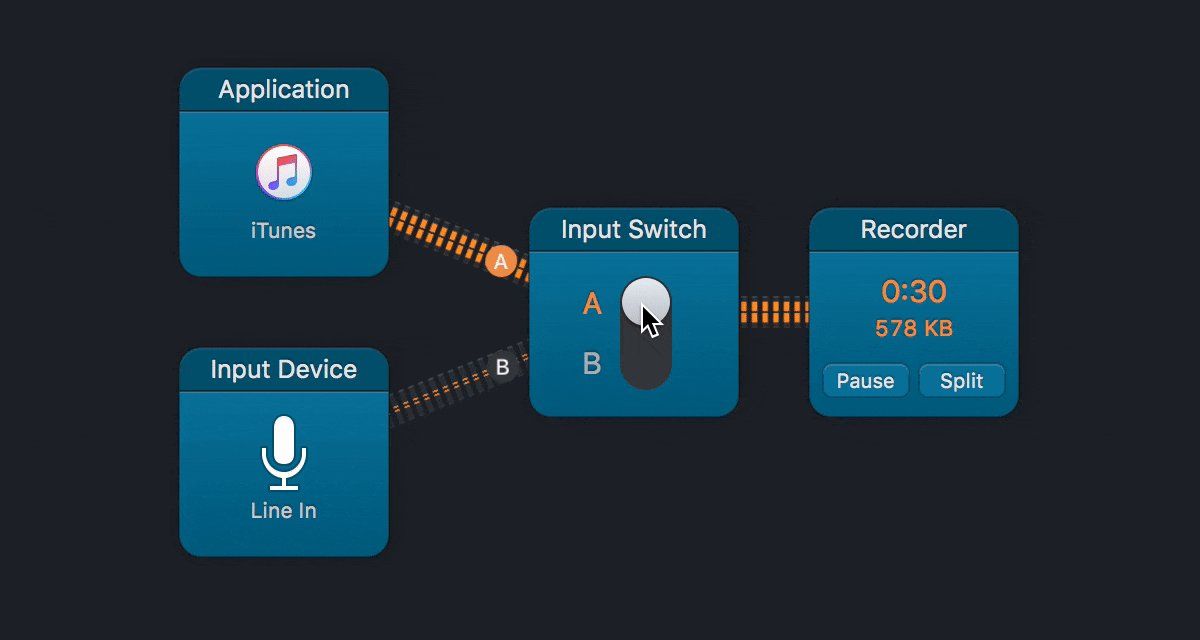 Application
iTunes
A
Input Device
B
Line In
Input Switch
A
B
Recorder
0:30
578 KB
Pause
Split